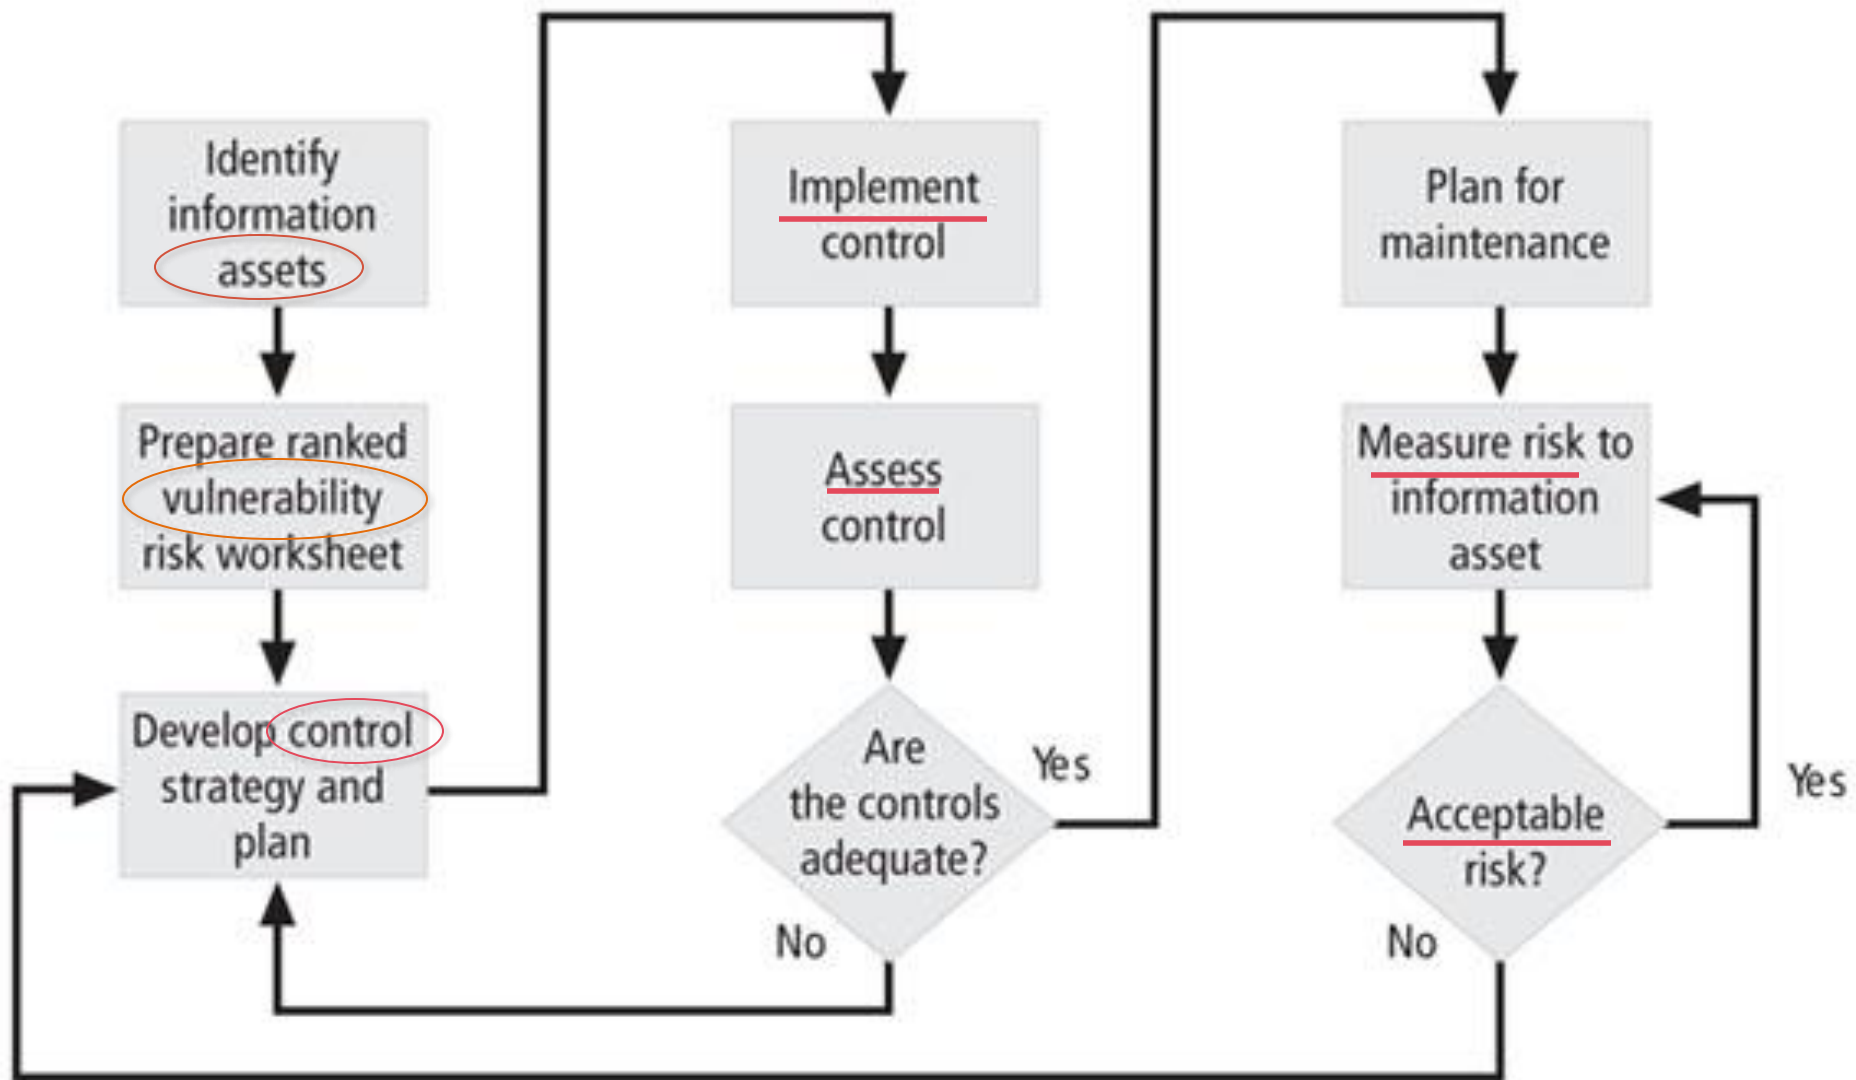 Identify
information
assets
Prepare ranked
vulnerability
risk worksheet
Develop control
strategy and
plan
Implement
control
Assess
control
Are
the controls
adequate?
Yes
No
Plan for
maintenance
Measure risk to
information
asset
Acceptable
risk?
Yes
No